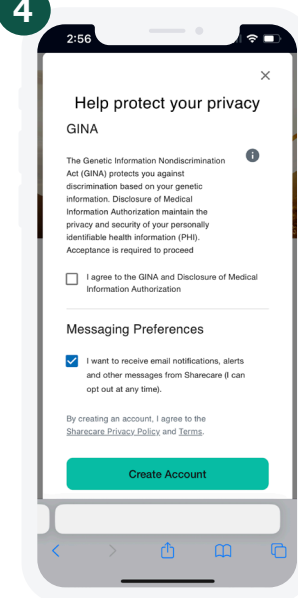 4
2:56
Help protect your privacy
GINA
The Genetic Information Nondiscrimination
Act (GINA) protects you against
discrimination based on your genetic
information. Disclosure of Medical
Information Authorization maintain the
privacy and security of your personally
identifiable health information (PHI).
Acceptance is required to proceed
I agree to the GINA and Disclosure of Medical
Information Authorization
Messaging Preferences
I want to receive email notifications, alerts
and other messages from Sharecare (I can
opt out at any time).
By creating an account, I agree to the
Sharecare Privacy Policy and Terms.
Create Account